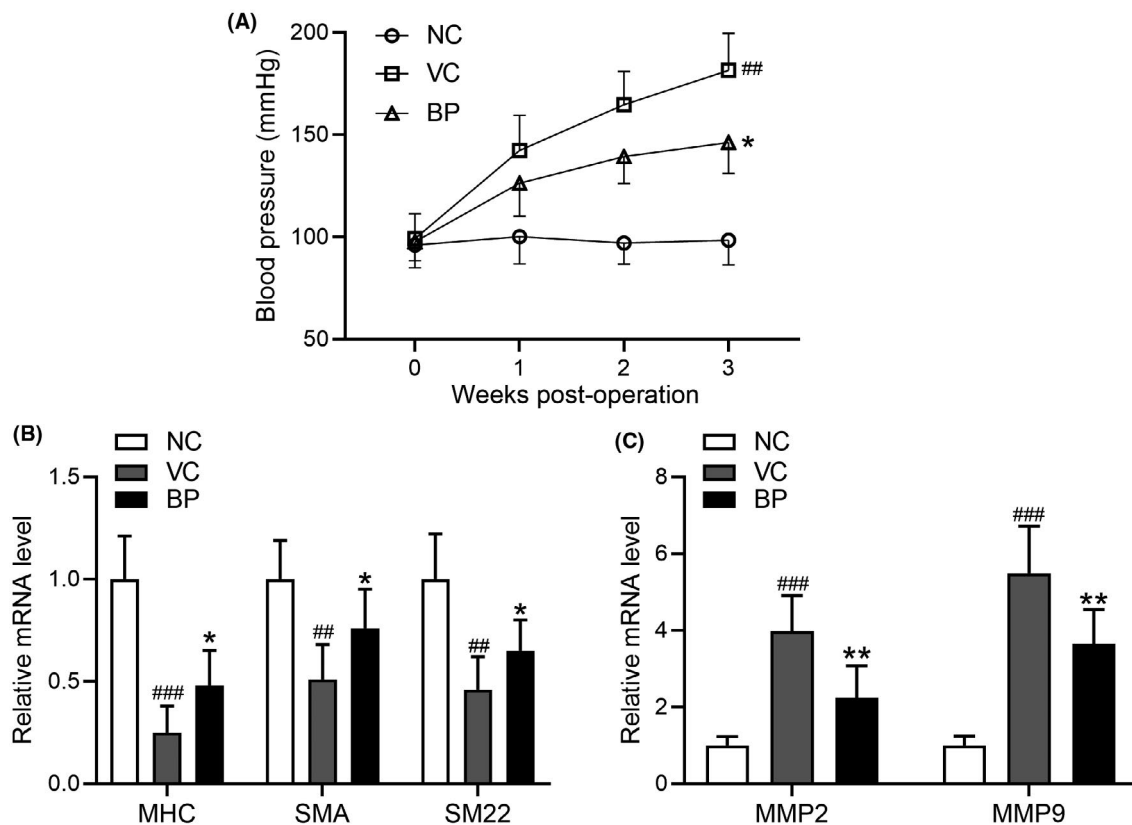 (A)
NC
VC
BP
200
150
100
50
Blood pressure (mmHg)
##
*
0 1 2 3
Weeks post-operation
(B)
NC
VC
BP
1.5
1.0
0.5
0.0
Relative mRNA level
### * ## * ## *
MHC SMA SM22
(C)
NC
VC
BP
8
6
4
2
0
Relative mRNA level
### ** ### **
MMP2 MMP9